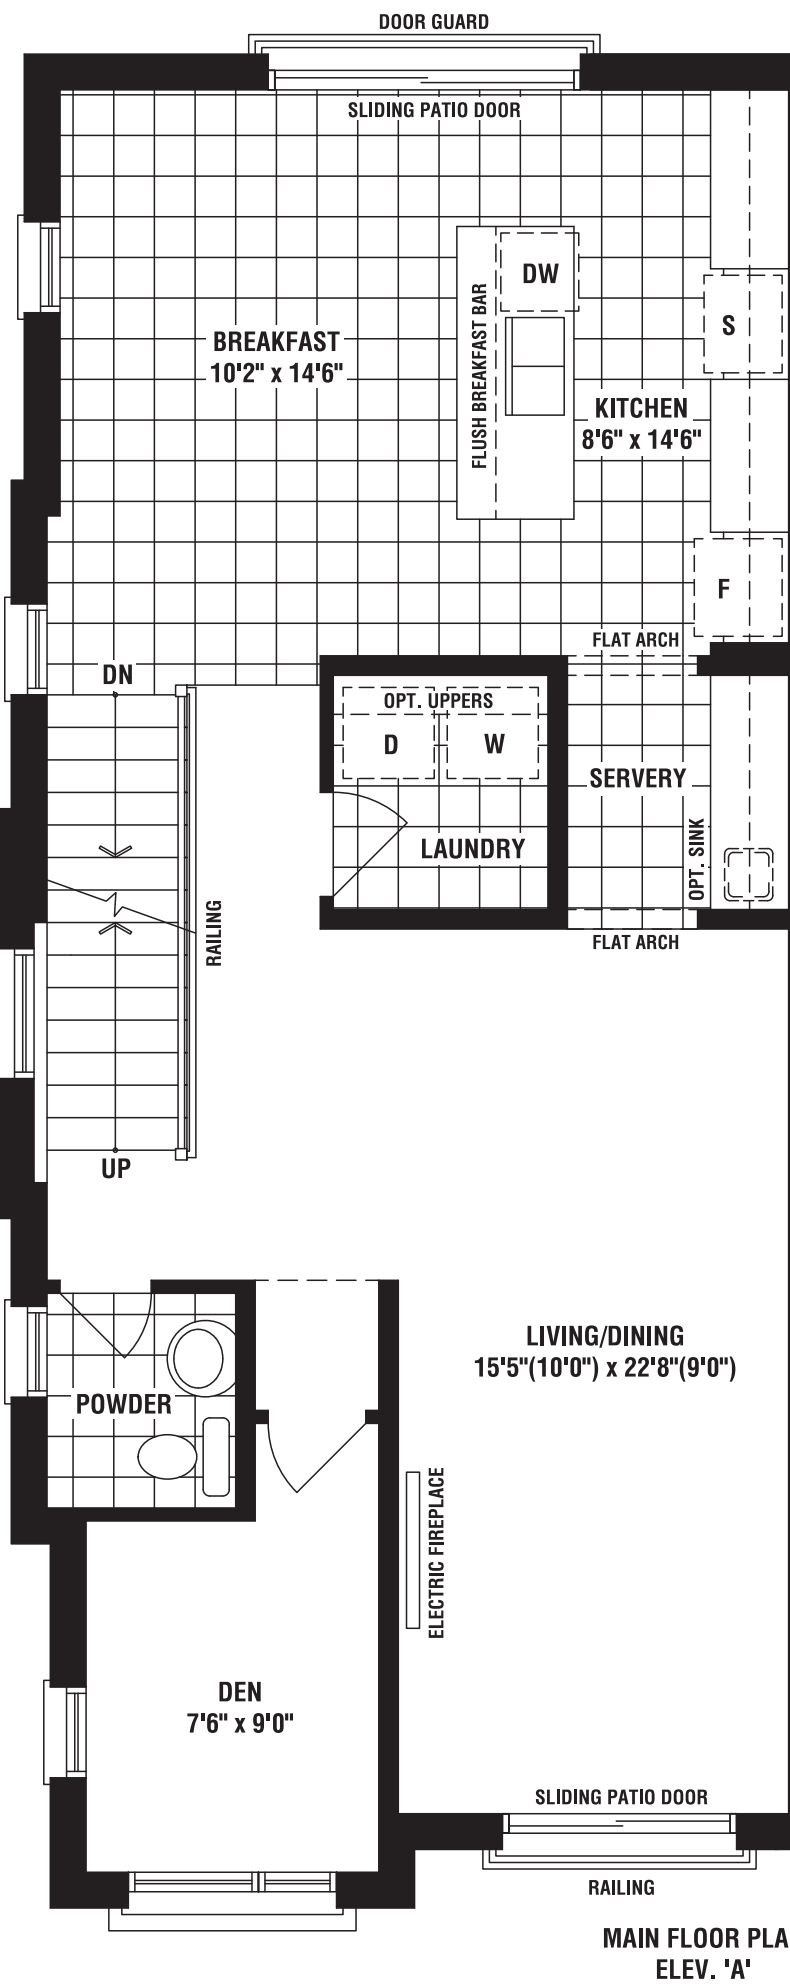 DOOR GUARD
SLIDING PATIO DOOR
DW
S
FLUSH BREAKFAST BAR
BREAKFAST
10'2" x 14'6"
KITCHEN
8'6" x 14'6"
F
FLAT ARCH
DN
OPT. UPPERS
D
W
SERVERY
LAUNDRY
OPT. SINK
RAILING
FLAT ARCH
UP
LIVING/DINING
15'5"(10'0") x 22'8"(9'0")
POWDER
ELECTRIC FIREPLACE
DEN
7'6" x 9'0"
SLIDING PATIO DOOR
RAILING
MAIN FLOOR PLA
ELEV. 'A'